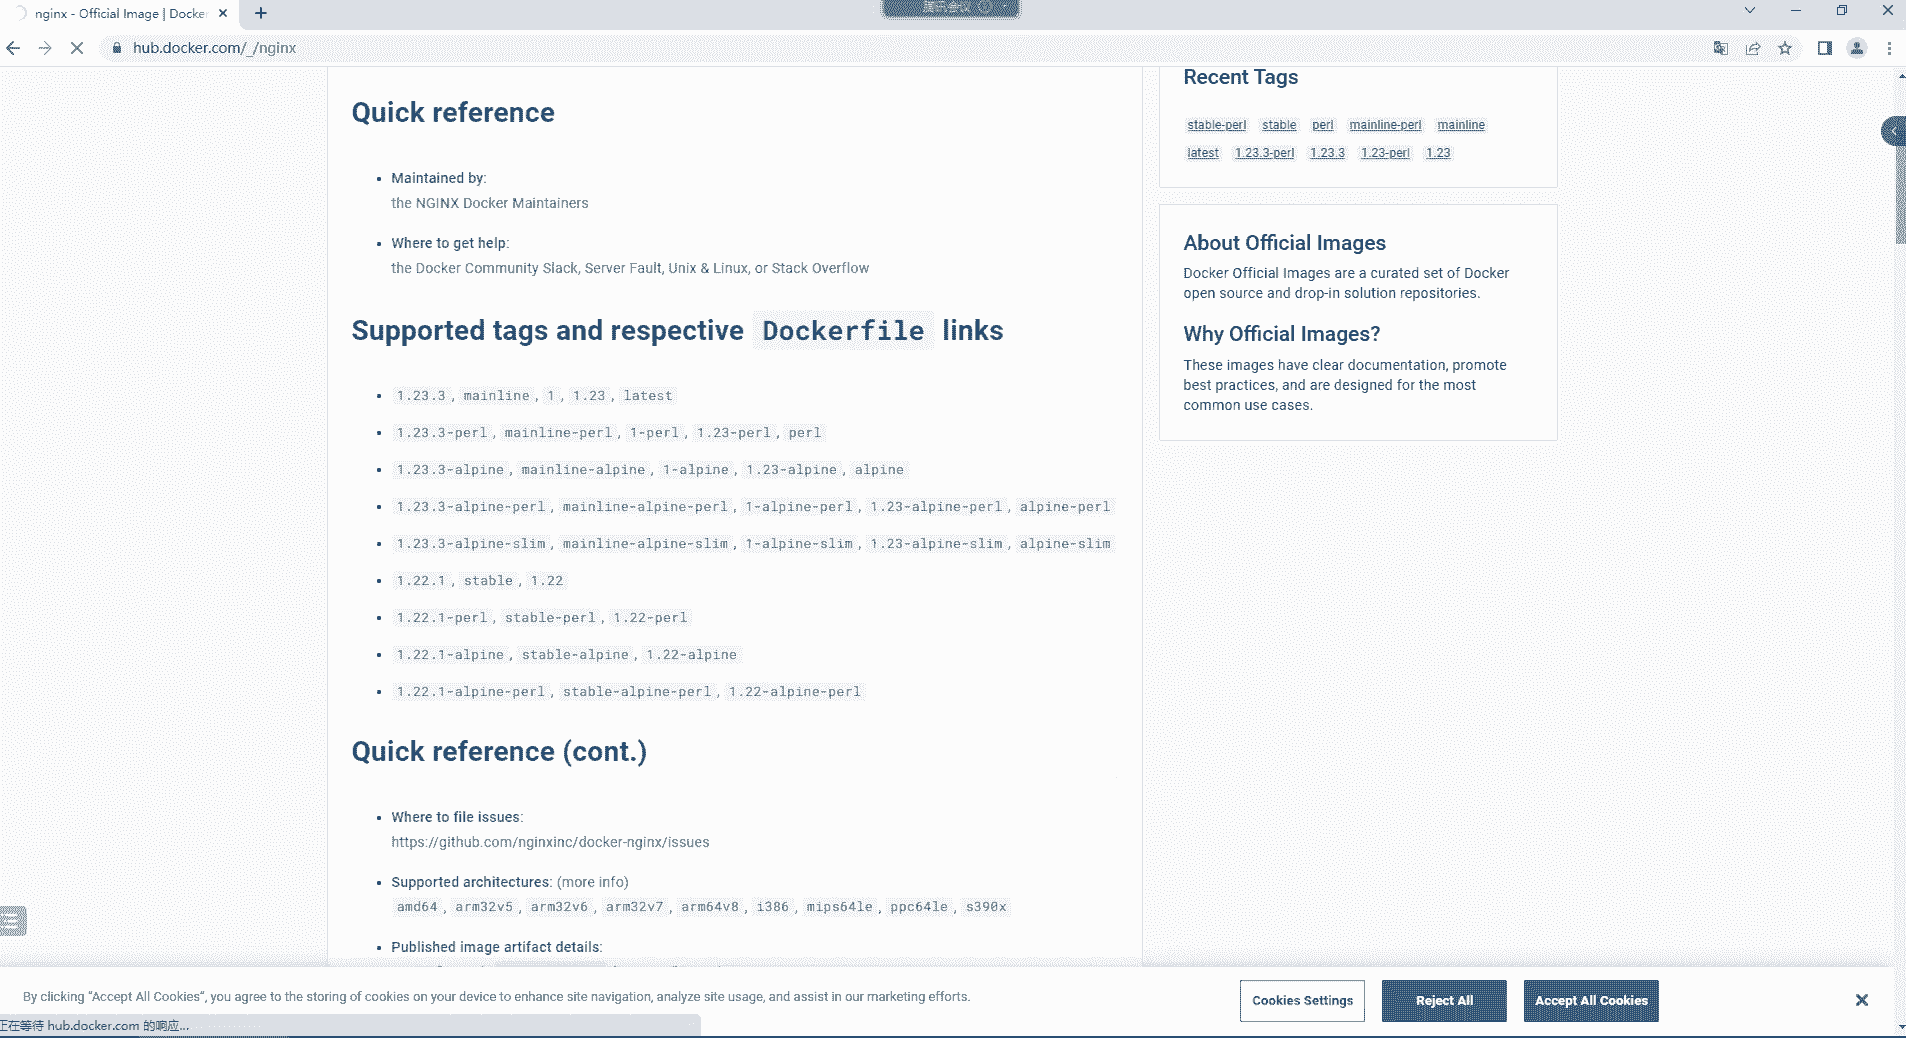 nginx - Official Image | Docker
腾讯会议
hub.docker.com/_/nginx
Quick reference
Maintained by:
the NGINX Docker Maintainers
Where to get help:
the Docker Community Slack, Server Fault, Unix & Linux, or Stack Overflow
Supported tags and respective Dockerfile links
1.23.3, mainline, 1, 1.23, latest
1.23.3-perl, mainline-perl, 1-perl, 1.23-perl, perl
1.23.3-alpine, mainline-alpine, 1-alpine, 1.23-alpine, alpine
1.23.3-alpine-perl, mainline-alpine-perl, 1-alpine-perl, 1.23-alpine-perl, alpine-perl
1.23.3-alpine-slim, mainline-alpine-slim, 1-alpine-slim, 1.23-alpine-slim, alpine-slim
1.22.1, stable, 1.22
1.22.1-perl, stable-perl, 1.22-perl
1.22.1-alpine, stable-alpine, 1.22-alpine
1.22.1-alpine-perl, stable-alpine-perl, 1.22-alpine-perl
Quick reference (cont.)
Where to file issues:
https://github.com/nginxinc/docker-nginx/issues
Supported architectures: (more info)
amd64, arm32v5, arm32v6, arm32v7, arm64v8, i386, mips64le, ppc64le, s390x
Published image artifact details:
Recent Tags
stable-perl stable perl mainline-perl mainline
latest 1.23.3-perl 1.23.3 1.23-perl 1.23
About Official Images
Docker Official Images are a curated set of Docker
open source and drop-in solution repositories.
Why Official Images?
These images have clear documentation, promote
best practices, and are designed for the most
common use cases.
By clicking “Accept All Cookies”, you agree to the storing of cookies on your device to enhance site navigation, analyze site usage, and assist in our marketing efforts.
Cookies Settings
Reject All
Accept All Cookies
正在等待 hub.docker.com 的响应...